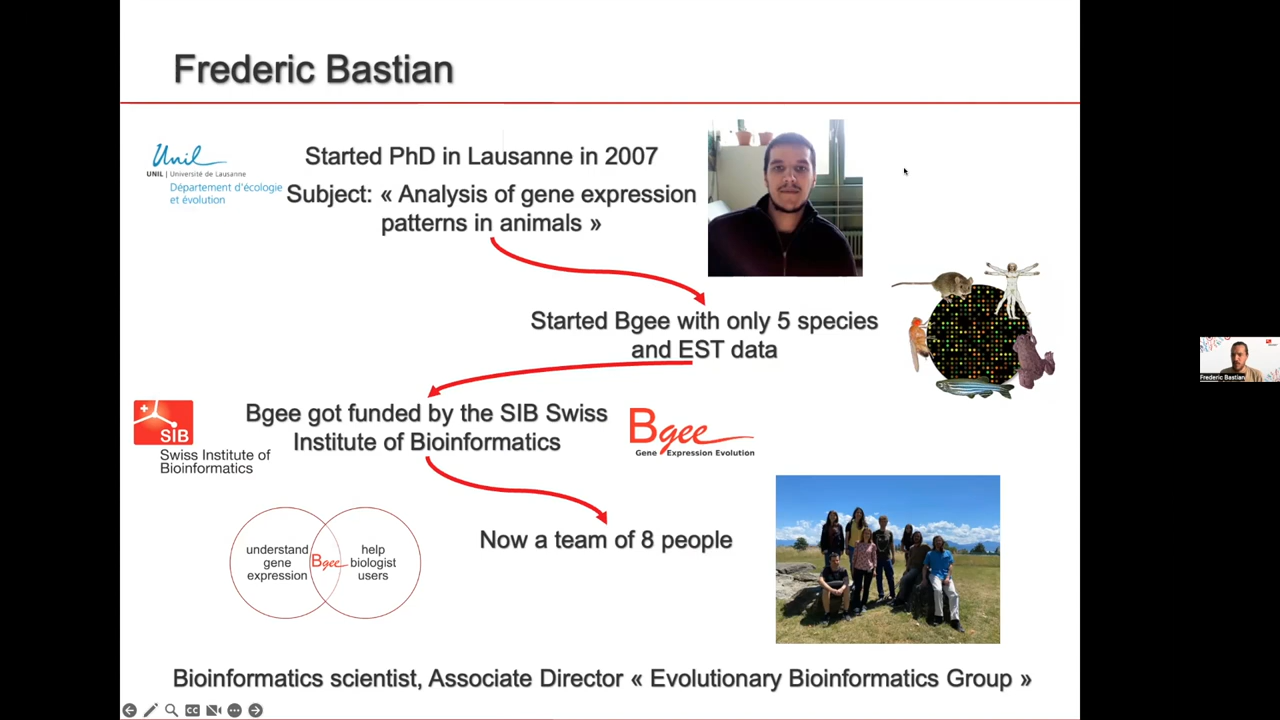 Frederic Bastian
Unil
UNIL | Université de Lausanne
Département d'écologie
et évolution
Started PhD in Lausanne in 2007
Subject: « Analysis of gene expression
patterns in animals »
Started Bgee with only 5 species
and EST data
SIB
Swiss Institute of
Bioinformatics
Bgee got funded by the SIB Swiss
Institute of Bioinformatics
Bgee
Gene Expression Evolution
understand
gene
expression
Bgee
help
biologist
users
Now a team of 8 people
Bioinformatics scientist, Associate Director « Evolutionary Bioinformatics Group »
CC
Frederic Bastian